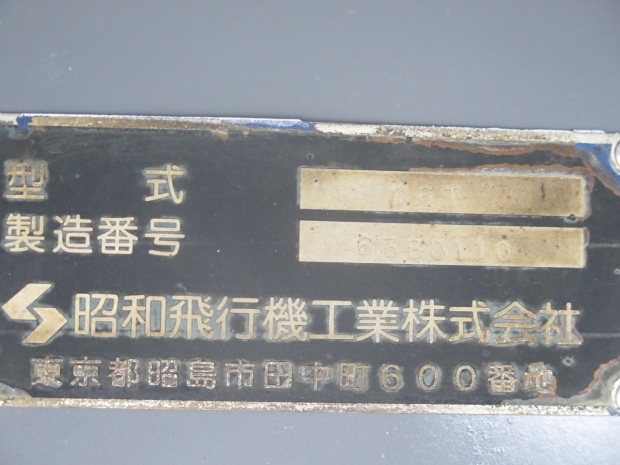 型式
製造番号
昭和飛行機工業株式会社
東京都昭島市田中町600番地